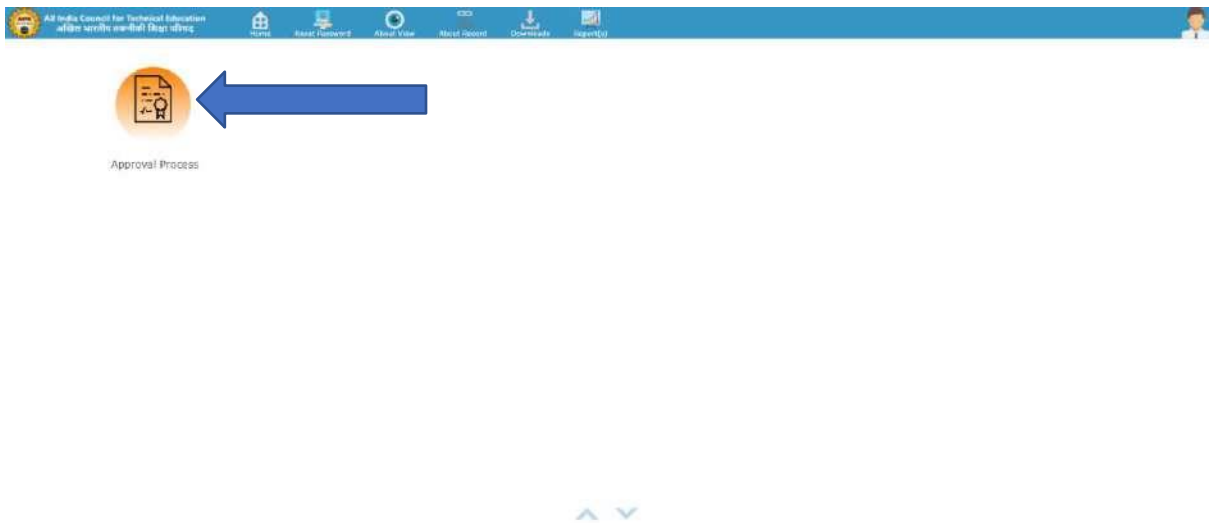 All India Council for Technical Education
अखिल भारतीय तकनीकी शिक्षा परिषद्
Home
Reset Password
About View
About Record
Downloads
Report(s)
Approval Process